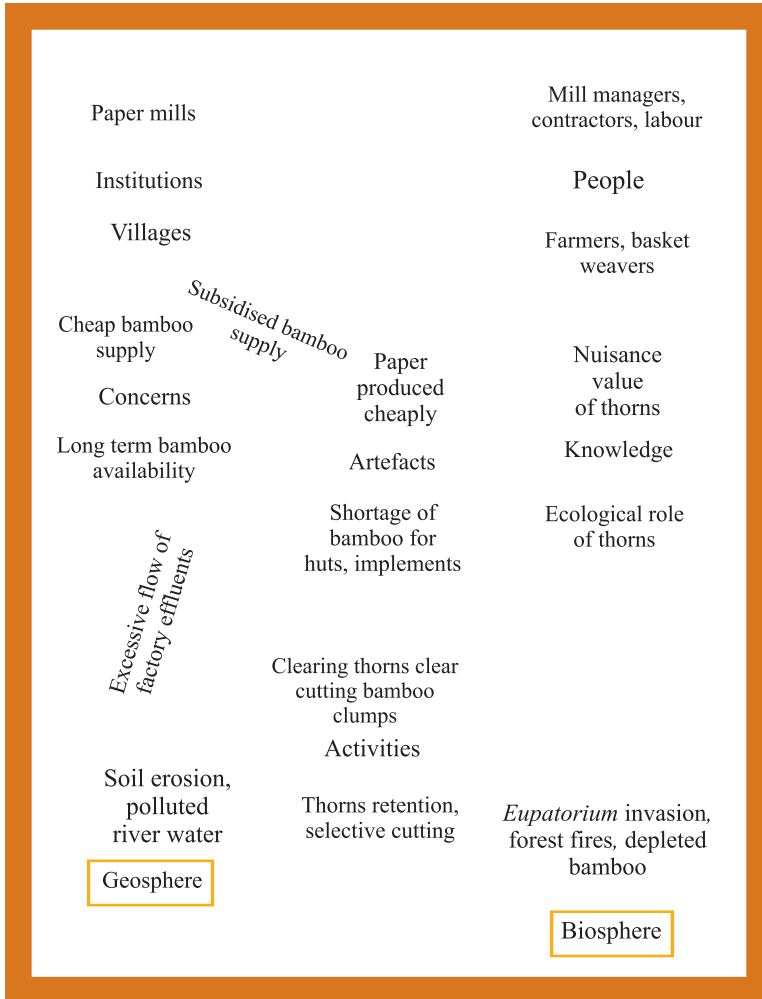 Paper mills
Mill managers,
contractors, labour
Institutions
People
Villages
Farmers, basket
weavers
Subsidised bamboo
supply
Cheap bamboo
supply
Paper
produced
cheaply
Nuisance
value
of thorns
Concerns
Artefacts
Knowledge
Long term bamboo
availability
Shortage of
bamboo for
huts, implements
Ecological role
of thorns
Excessive flow of
factory effluents
Clearing thorns clear
cutting bamboo
clumps
Activities
Soil erosion,
polluted
river water
Thorns retention,
selective cutting
Eupatorium invasion,
forest fires, depleted
bamboo
Geosphere
Biosphere